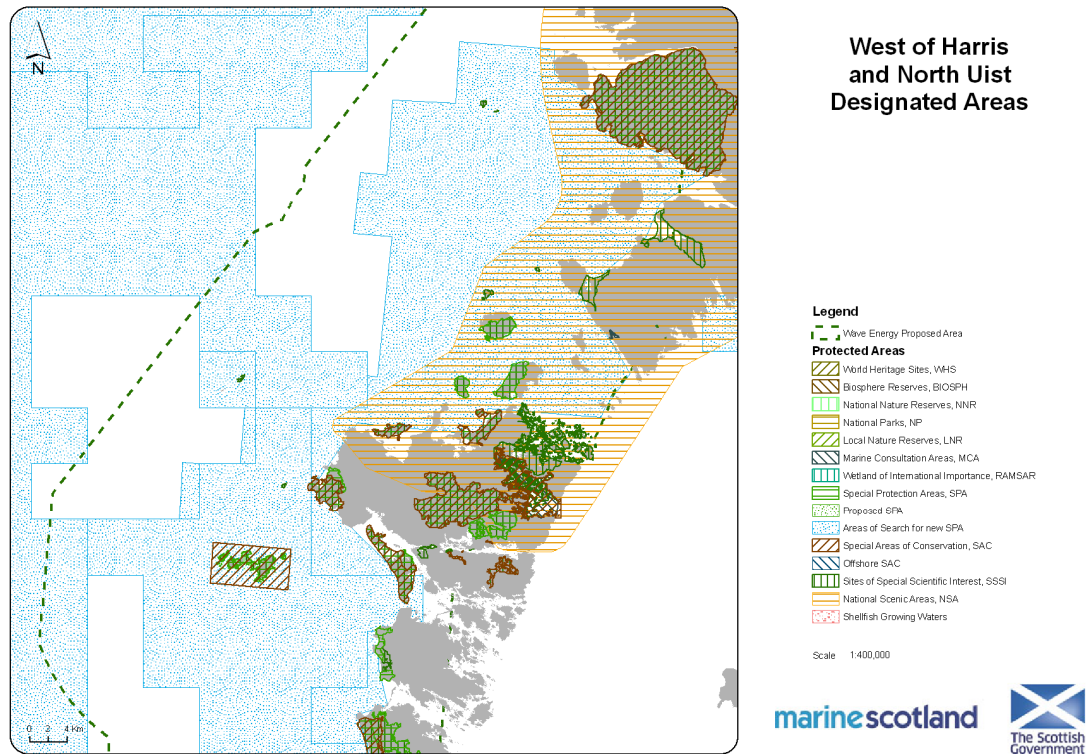 West of Harris
and North Uist
Designated Areas
N
Legend
Wave Energy Proposed Area
Protected Areas
World Heritage Sites, WHS
Biosphere Reserves, BIOSPH
National Nature Reserves, NNR
National Parks, NP
Local Nature Reserves, LNR
Marine Consultation Areas, MCA
Wetland of International Importance, RAMSAR
Special Protection Areas, SPA
Proposed SPA
Areas of Search for new SPA
Special Areas of Conservation, SAC
Offshore SAC
Sites of Special Scientific Interest, SSSI
National Scenic Areas, NSA
Shellfish Growing Waters
Scale 1:400,000
0 2 4 Km
marinescotland
The Scottish
Government